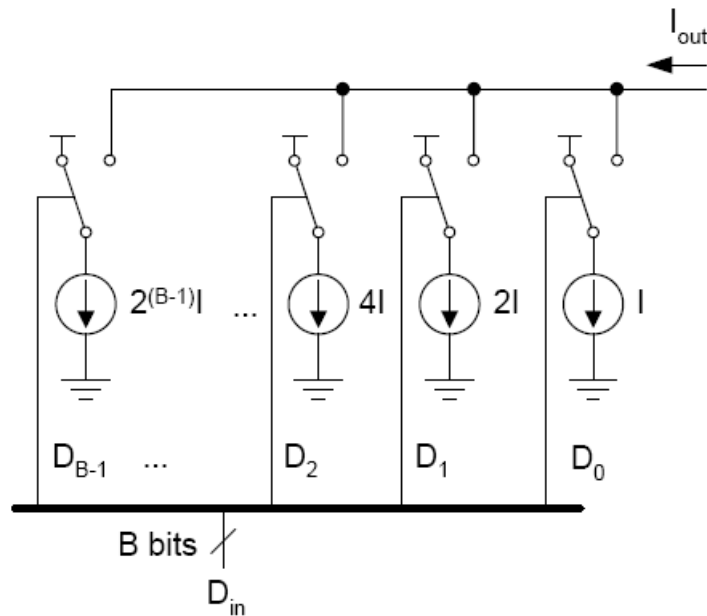 I_out
2^(B-1)I ... 4I 2I I
D_B-1 ... D_2 D_1 D_0
B bits
D_in